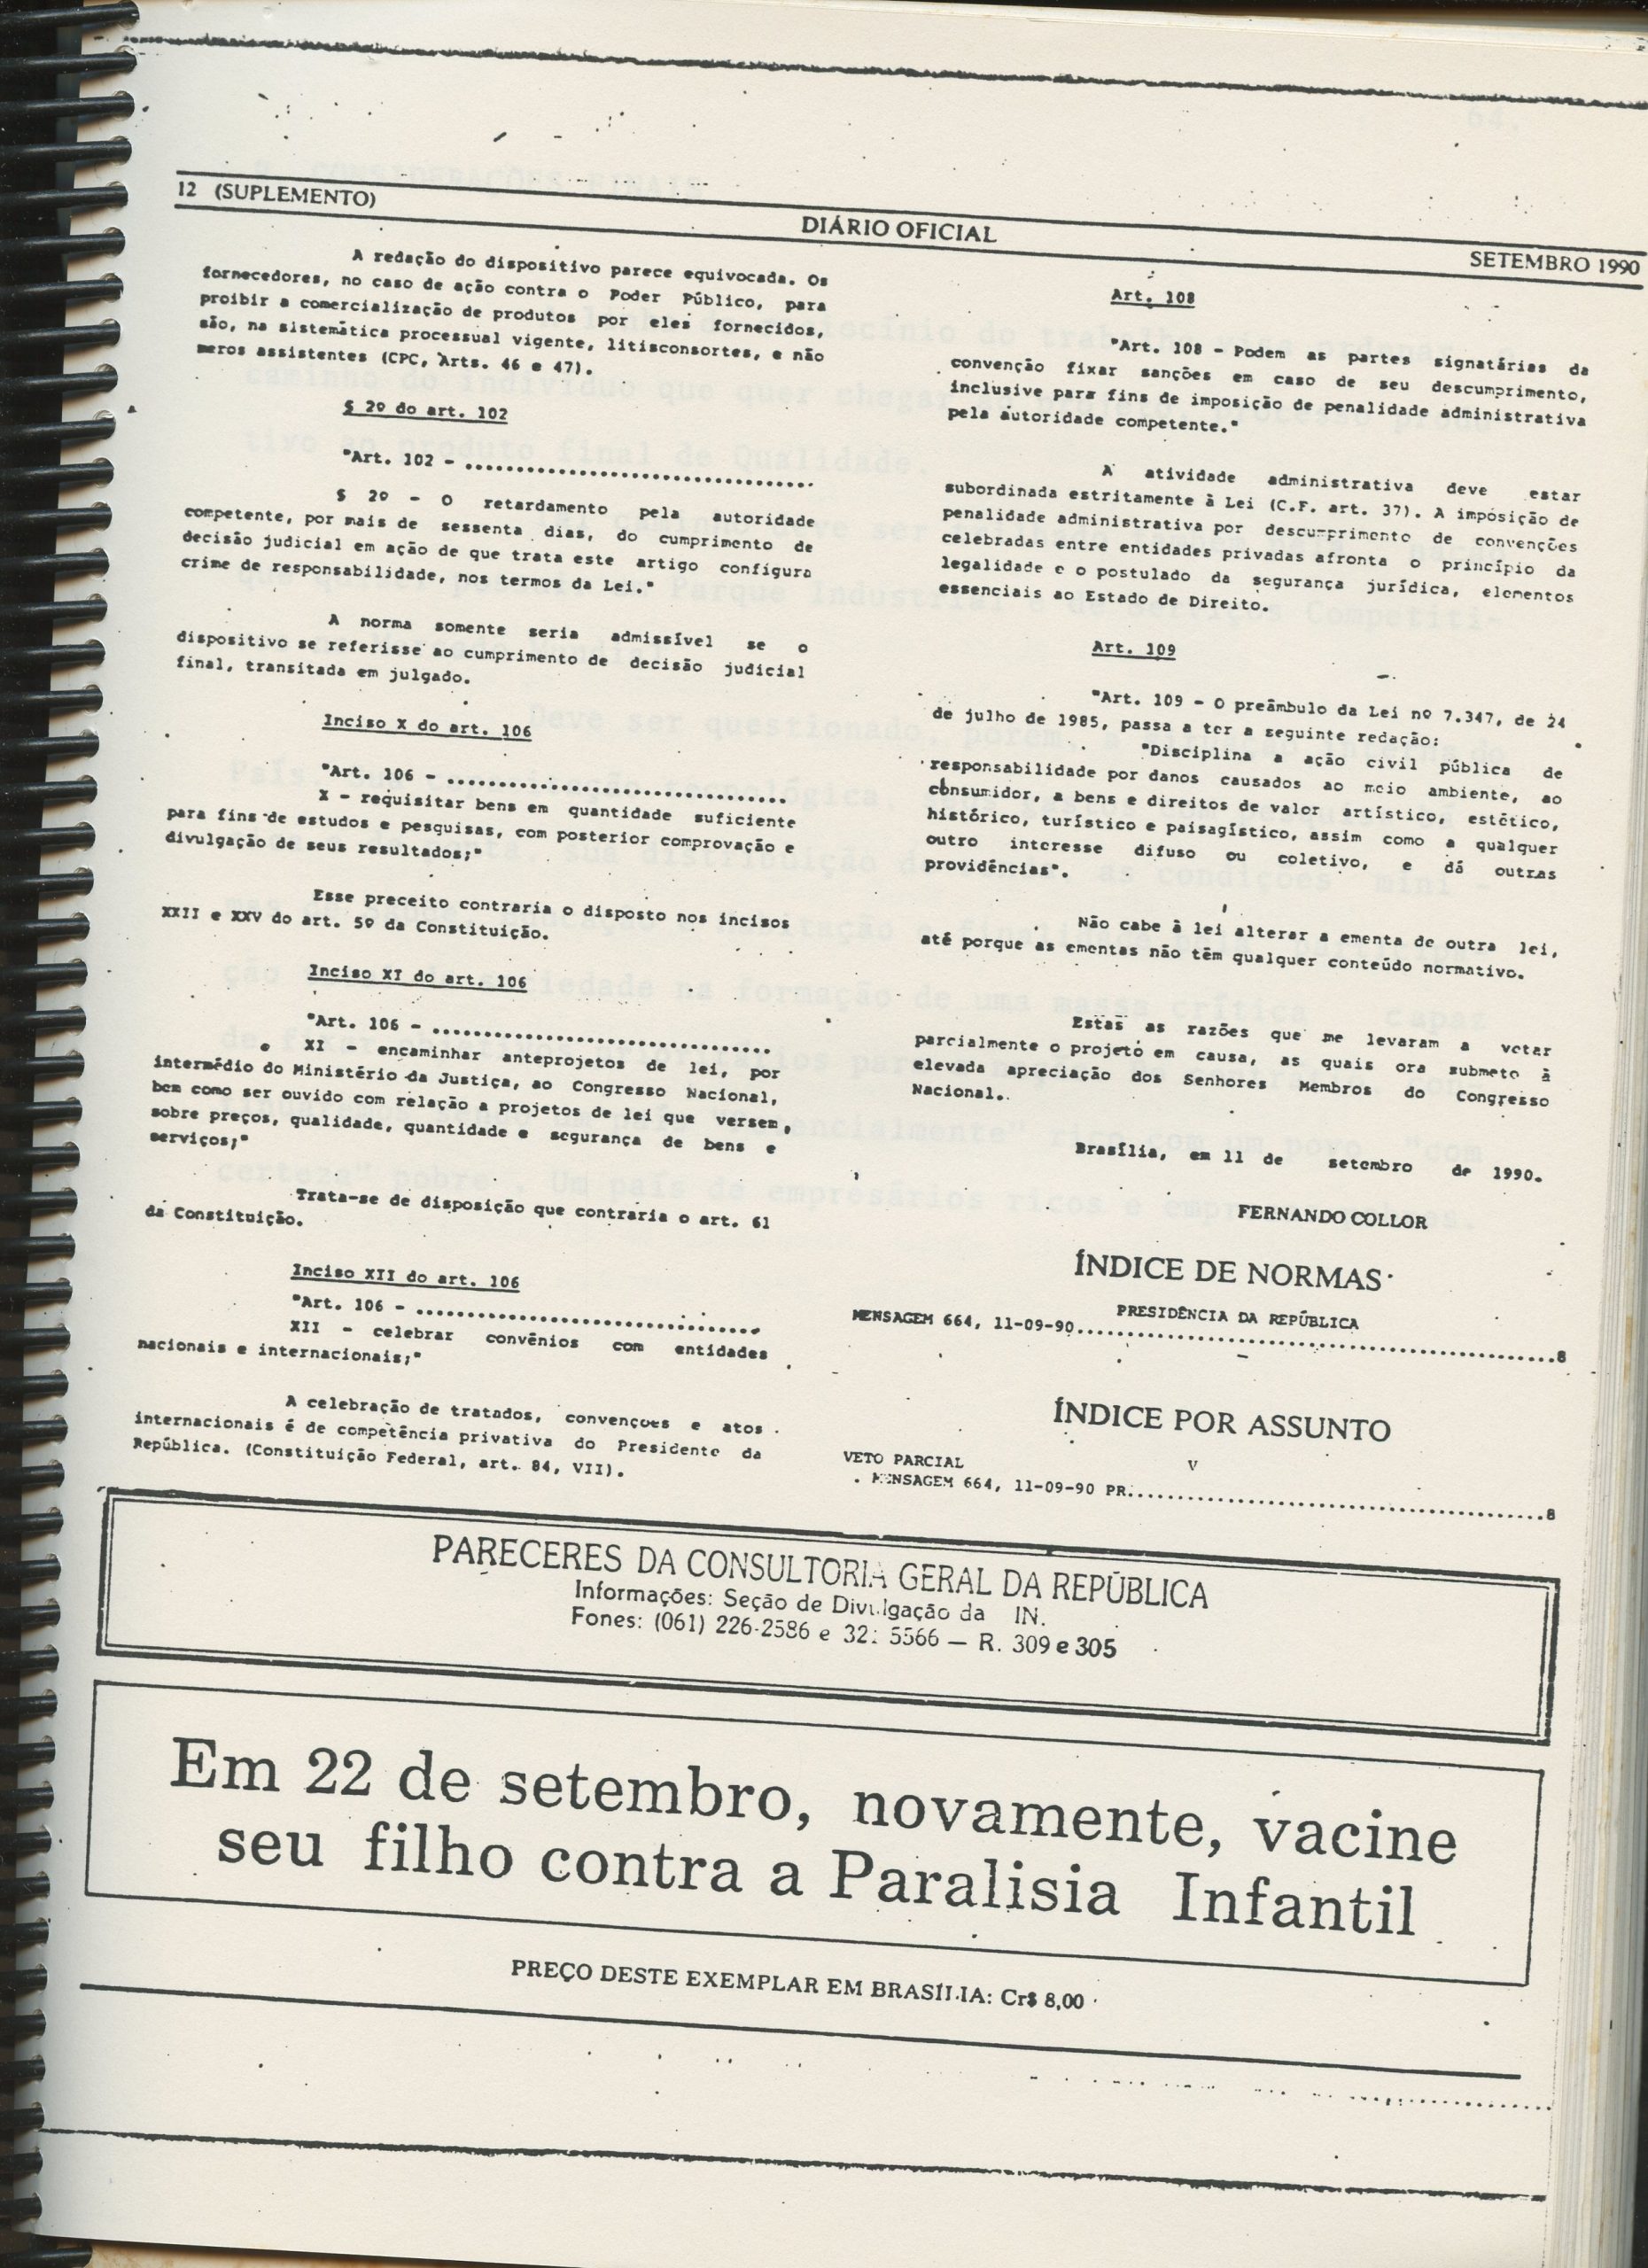 12 (SUPLEMENTO)
DIÁRIO OFICIAL
SETEMBRO 1990
A redação do dispositivo parece equivocada. Os
fornecedores, no caso de ação contra o Poder Público, para
proibir a comercialização de produtos por eles fornecidos,
são, na sistemática processual vigente, litisconsortes, e não
meros assistentes (CPC, Arts. 46 e 47).
§ 2º do art. 102
"Art. 102 - ..................................
§ 2º - O retardamento pela autoridade
competente, por mais de sessenta dias, do cumprimento de
decisão judicial em ação de que trata este artigo configura
crime de responsabilidade, nos termos da Lei."
A norma somente seria admissível se o
dispositivo se referisse ao cumprimento de decisão judicial
final, transitada em julgado.
Inciso X do art. 106
"Art. 106 - .................................
X - requisitar bens em quantidade suficiente
para fins de estudos e pesquisas, com posterior comprovação e
divulgação de seus resultados;"
Esse preceito contraria o disposto nos incisos
XXII e XXV do art. 5º da Constituição.
Inciso XI do art. 106
"Art. 106 - .................................
XI - encaminhar anteprojetos de lei, por
intermédio do Ministério da Justiça, ao Congresso Nacional,
bem como ser ouvido com relação a projetos de lei que versem
sobre preços, qualidade, quantidade e segurança de bens e
serviços;"
Trata-se de disposição que contraria o art. 61
da Constituição.
Inciso XII do art. 106
"Art. 106 - ..................................
XII - celebrar convênios com entidades
nacionais e internacionais;"
A celebração de tratados, convenções e atos
internacionais é de competência privativa do Presidente da
República. (Constituição Federal, art. 84, VII).
Art. 108
"Art. 108 - Podem as partes signatárias da
convenção fixar sanções em caso de seu descumprimento,
inclusive para fins de imposição de penalidade administrativa
pela autoridade competente."
A atividade administrativa deve estar
subordinada estritamente à Lei (C.F. art. 37). A imposição de
penalidade administrativa por descumprimento de convenções
celebradas entre entidades privadas afronta o princípio da
legalidade e o postulado da segurança jurídica, elementos
essenciais ao Estado de Direito.
Art. 109
"Art. 109 - O preâmbulo da Lei nº 7.347, de 24
de julho de 1985, passa a ter a seguinte redação:
"Disciplina a ação civil pública de
responsabilidade por danos causados ao meio ambiente, ao
consumidor, a bens e direitos de valor artístico, estético,
histórico, turístico e paisagístico, assim como a qualquer
outro interesse difuso ou coletivo, e dá outras
providências".
Não cabe à lei alterar a ementa de outra lei,
até porque as ementas não têm qualquer conteúdo normativo.
Estas as razões que me levaram a vetar
parcialmente o projeto em causa, as quais ora submeto à
elevada apreciação dos Senhores Membros do Congresso
Nacional.
Brasília, em 11 de setembro de 1990.
FERNANDO COLLOR
ÍNDICE DE NORMAS
PRESIDÊNCIA DA REPÚBLICA
MENSAGEM 664, 11-09-90..................................................8
ÍNDICE POR ASSUNTO
V
VETO PARCIAL
. MENSAGEM 664, 11-09-90 PR............................................8
PARECERES DA CONSULTORIA GERAL DA REPÚBLICA
Informações: Seção de Divulgação da IN.
Fones: (061) 226-2586 e 5566 — R. 309 e 305
Em 22 de setembro, novamente, vacine
seu filho contra a Paralisia Infantil
PREÇO DESTE EXEMPLAR EM BRASÍLIA: Cr$ 8,00